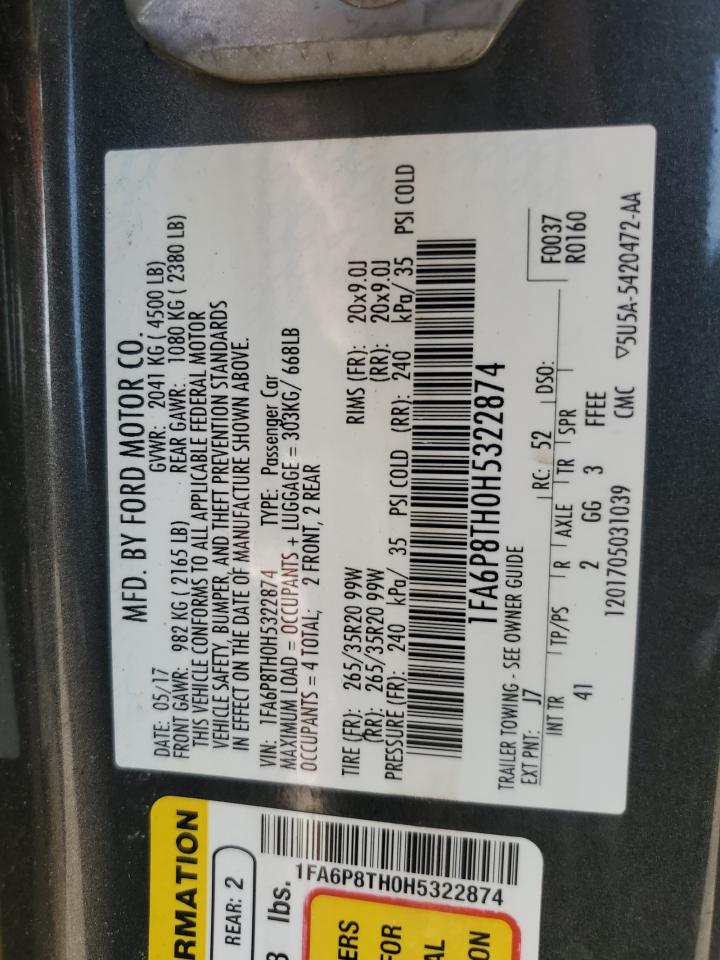 MFD. BY FORD MOTOR CO.
DATE: 05/17 GVWR: 2041 KG ( 4500 LB)
FRONT GAWR: 982 KG ( 2165 LB) REAR GAWR: 1080 KG ( 2380 LB)
THIS VEHICLE CONFORMS TO ALL APPLICABLE FEDERAL MOTOR
VEHICLE SAFETY, BUMPER, AND THEFT PREVENTION STANDARDS
IN EFFECT ON THE DATE OF MANUFACTURE SHOWN ABOVE.
VIN: 1FA6P8TH0H5322874 TYPE: Passenger Car
MAXIMUM LOAD = OCCUPANTS + LUGGAGE = 303KG/ 668LB
OCCUPANTS = 4 TOTAL; 2 FRONT, 2 REAR
TIRE (FR): 265/35R20 99W RIMS (FR): 20x9.0J
(RR): 265/35R20 99W (RR): 20x9.0J
PRESSURE (FR): 240 kPa/ 35 PSI COLD (RR): 240 kPa/ 35 PSI COLD
1FA6P8TH0H5322874
TRAILER TOWING - SEE OWNER GUIDE
EXT PNT: J7 RC: 52 DSO: F0037
INT TR TP/PS R AXLE TR SPR R0160
41 2 GG 3 FFEE
1201705031039 CMC ▽5U5A-5420472-AA
RMATION
REAR: 2
lbs.
1FA6P8TH0H5322874
ERS
FOR
AL
ON